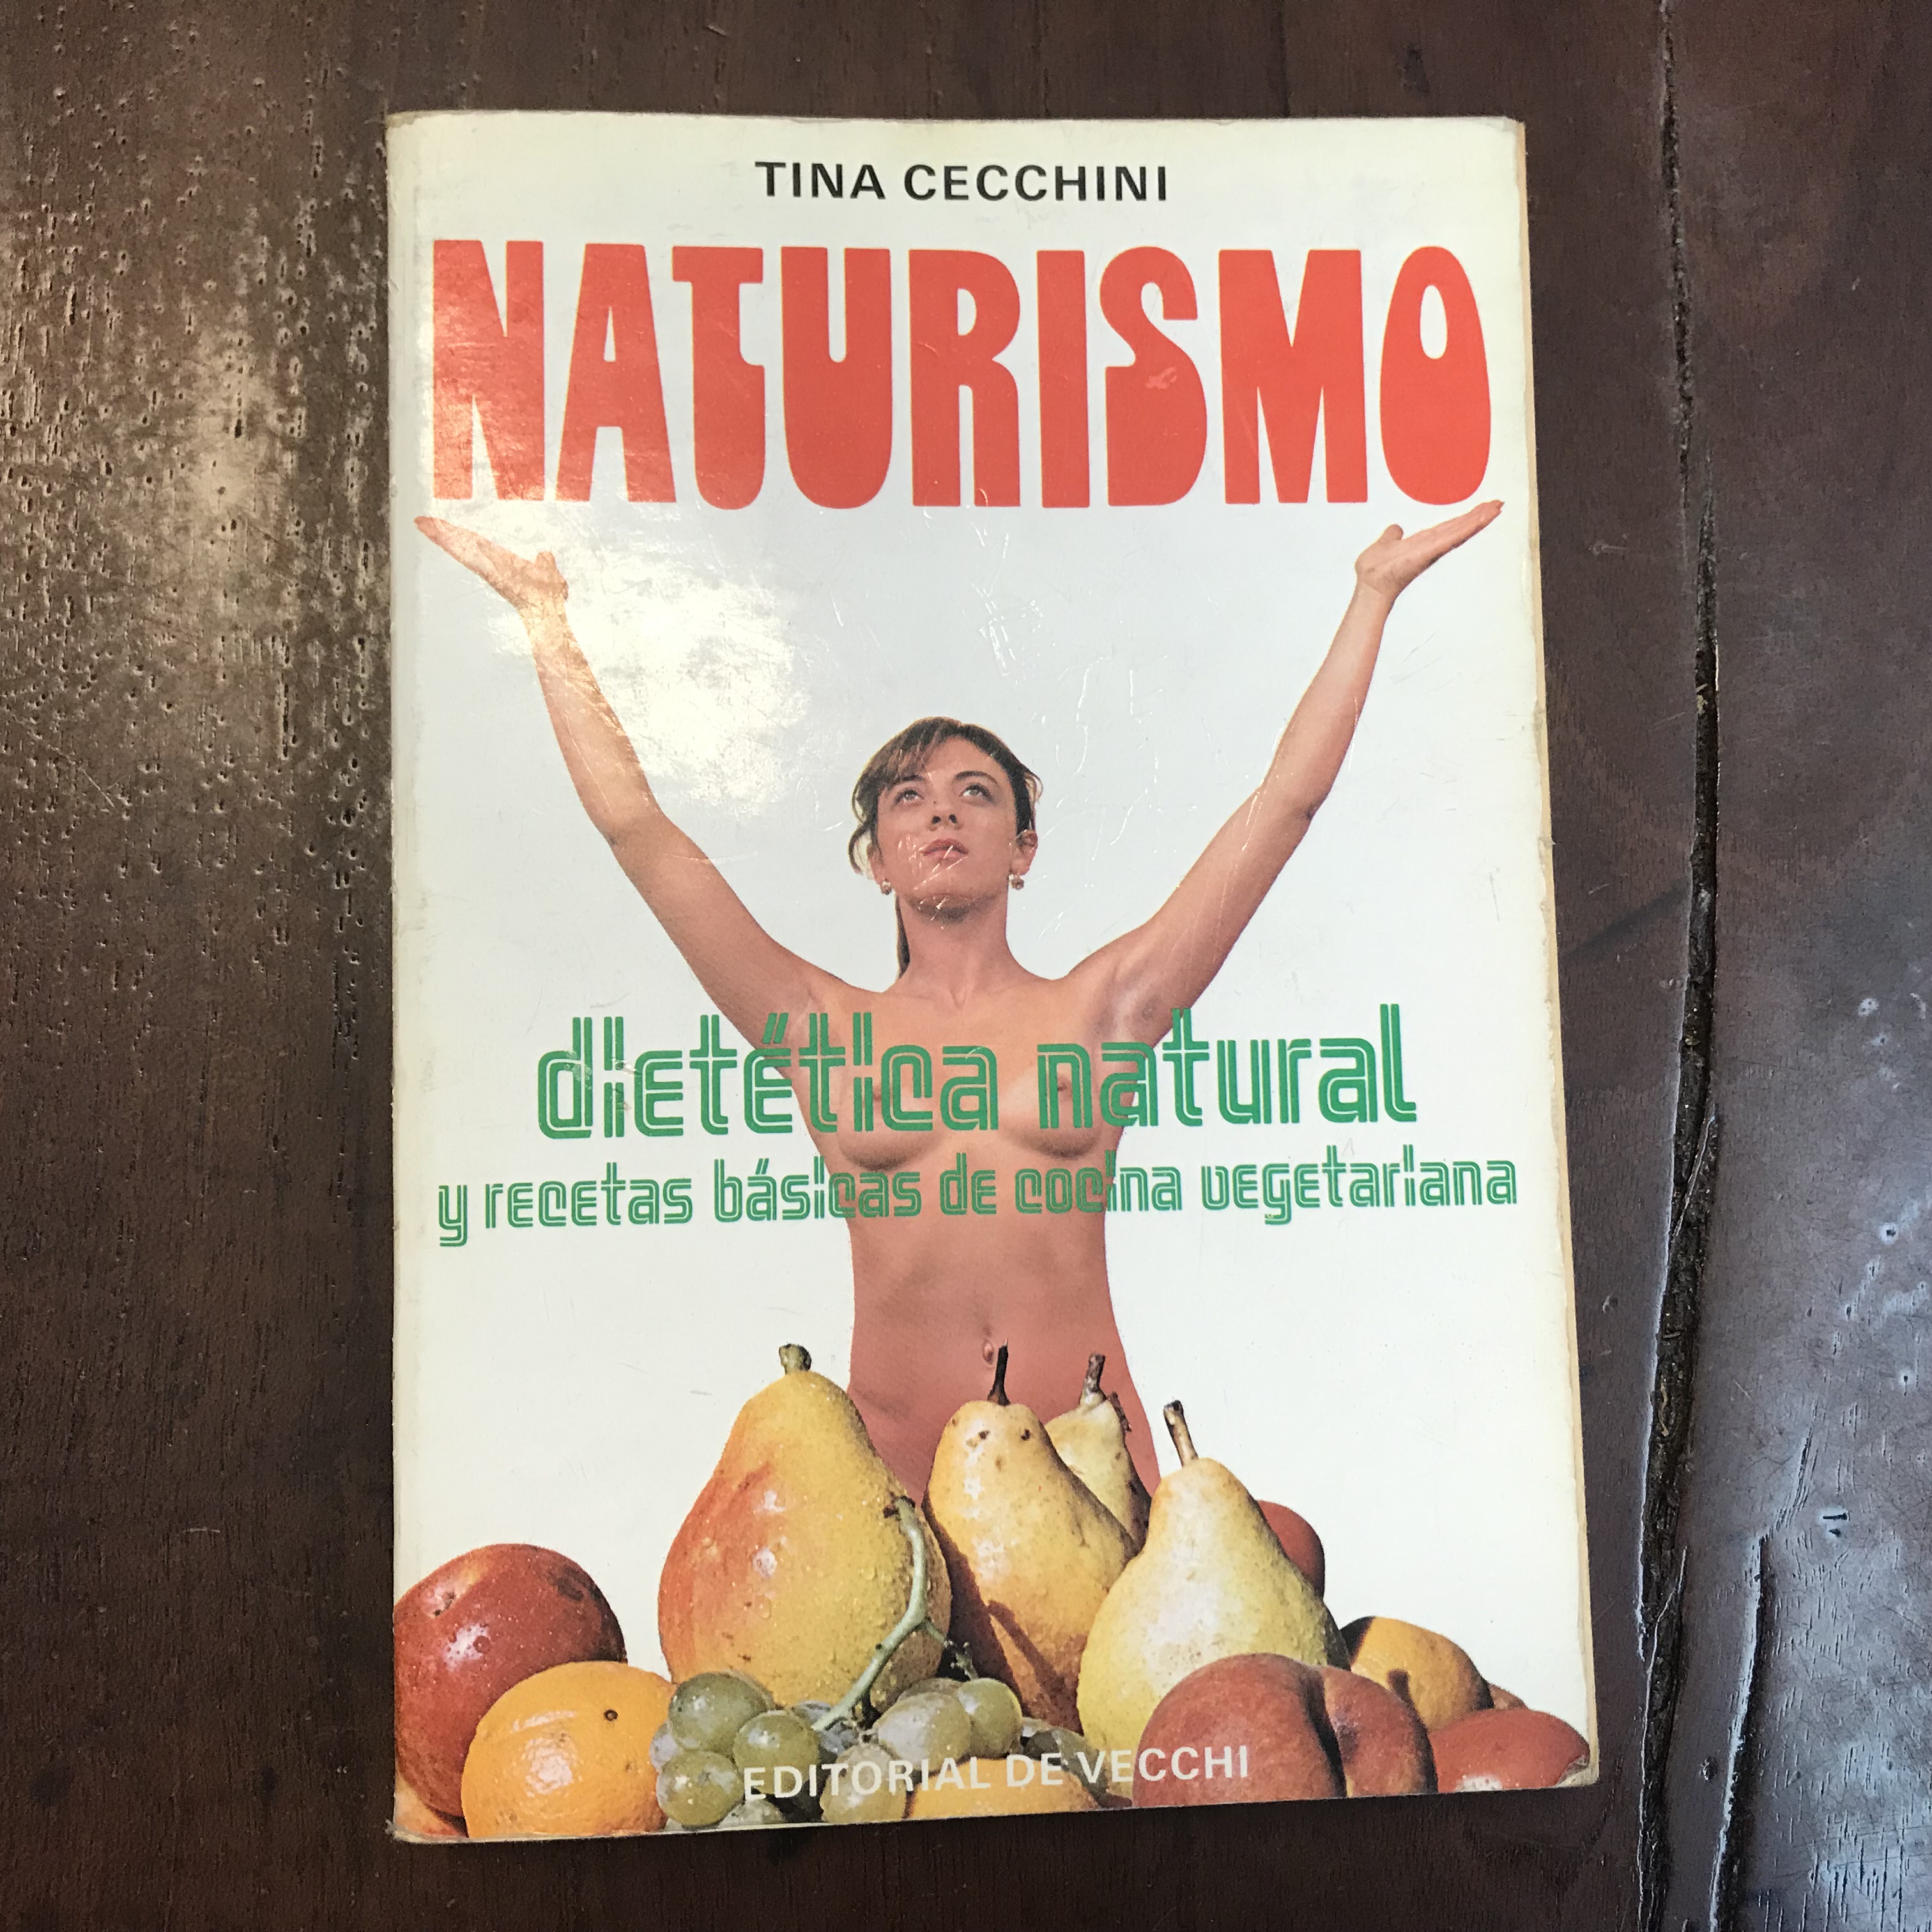 TINA CECCHINI
NATURISMO
dietética natural
y recetas básicas de cocina vegetariana
EDITORIAL DE VECCHI